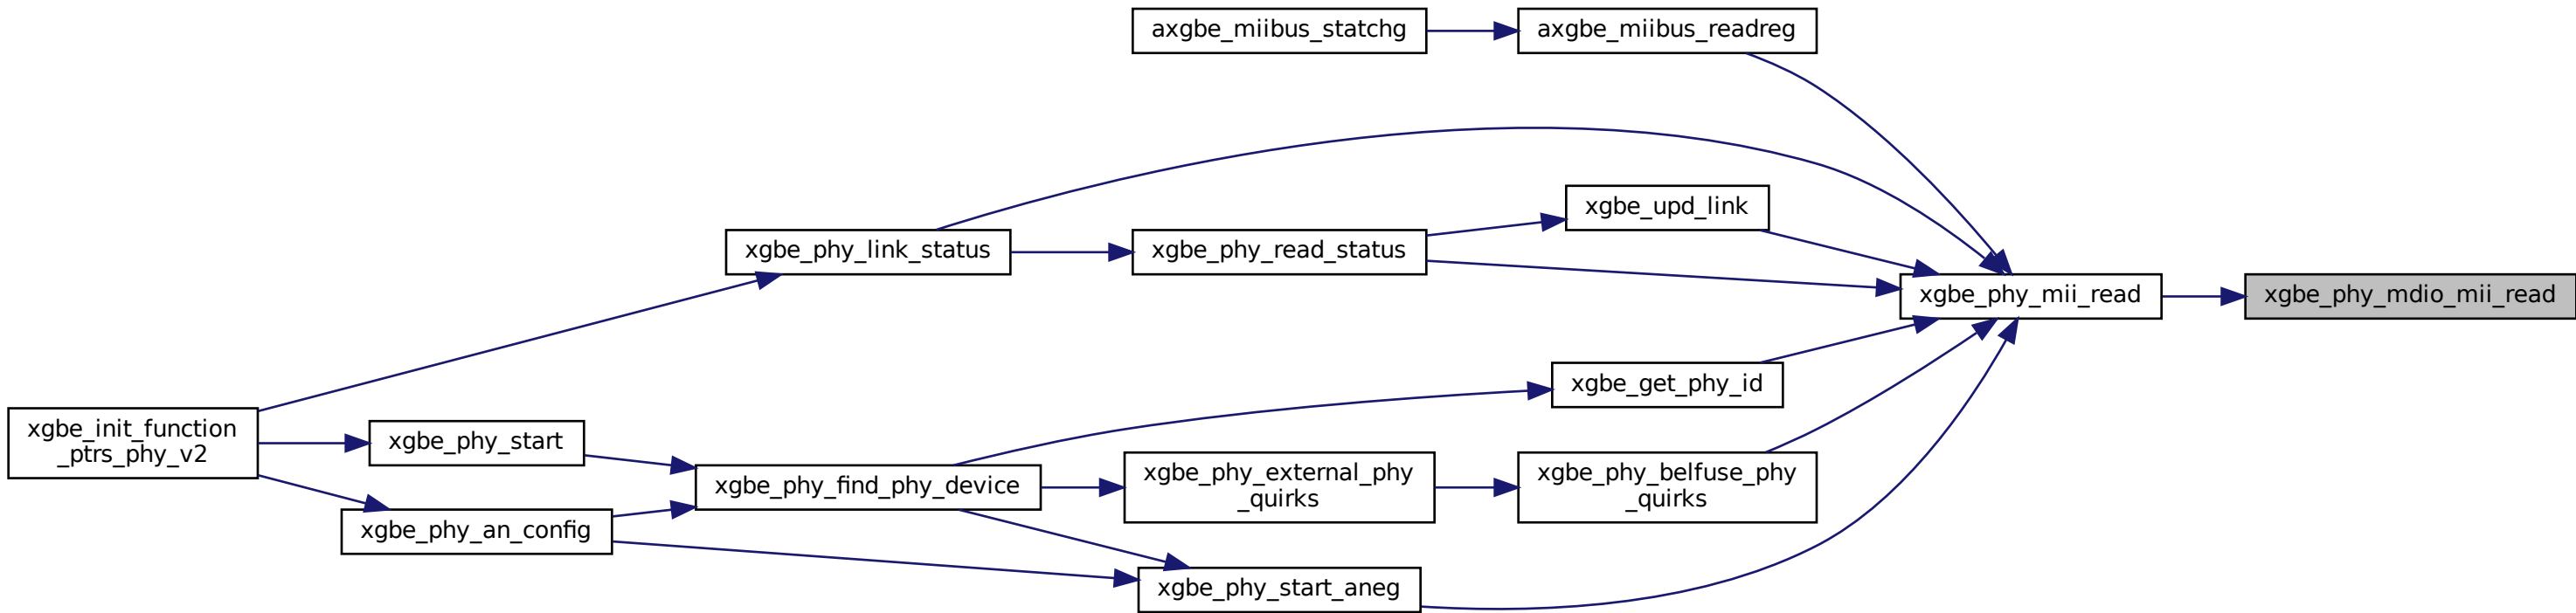 axgbe_miibus_statchg
axgbe_miibus_readreg
xgbe_upd_link
xgbe_phy_link_status
xgbe_phy_read_status
xgbe_phy_mii_read
xgbe_phy_mdio_mii_read
xgbe_get_phy_id
xgbe_init_function
_ptrs_phy_v2
xgbe_phy_start
xgbe_phy_find_phy_device
xgbe_phy_external_phy
_quirks
xgbe_phy_belfuse_phy
_quirks
xgbe_phy_an_config
xgbe_phy_start_aneg